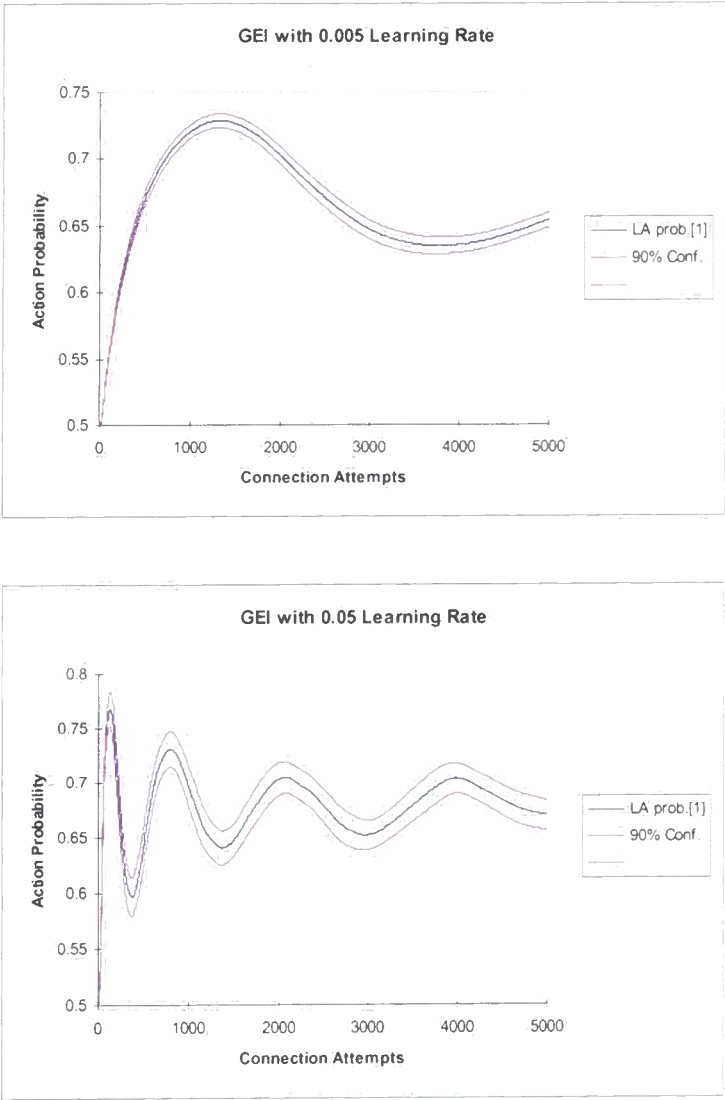 GEI with 0.005 Learning Rate
0.75
0.7
0.65
0.6
0.55
0.5
Action Probability
0 1000 2000 3000 4000 5000
Connection Attempts
LA prob.[1]
90% Conf.
GEI with 0.05 Learning Rate
0.8
0.75
0.7
0.65
0.6
0.55
0.5
Action Probability
0 1000 2000 3000 4000 5000
Connection Attempts
LA prob.[1]
90% Conf.